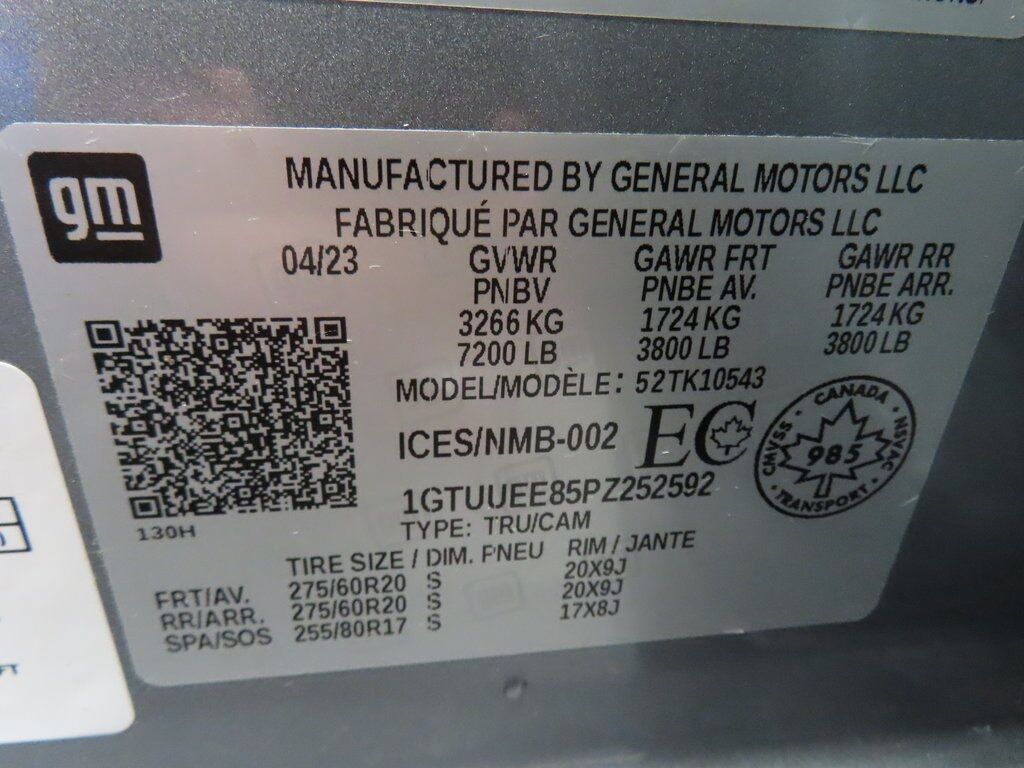 gm
MANUFACTURED BY GENERAL MOTORS LLC
FABRIQUÉ PAR GENERAL MOTORS LLC
04/23 GVWR GAWR FRT GAWR RR
PNBV PNBE AV. PNBE ARR.
3266 KG 1724 KG 1724 KG
7200 LB 3800 LB 3800 LB
MODEL/MODÈLE: 52TK10543
ICES/NMB-002 EC
CANADA
CMVSS 985 NSVAC
TRANSPORT
1GTUUEE85PZ252592
130H TYPE: TRU/CAM
TIRE SIZE / DIM. PNEU RIM / JANTE
FRT/AV. 275/60R20 S 20X9J
RR/ARR. 275/60R20 S 20X9J
SPA/SOS 255/80R17 S 17X8J